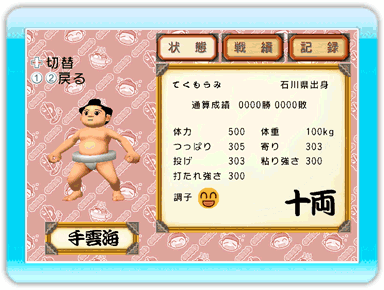 十切替
①②戻る
状態 戦績 記録
てくもうみ 石川県出身
通算成績 0000勝0000敗
体力 500 体重 100kg
つっぱり 305 寄り 303
投げ 303 粘り強さ 300
打たれ強さ 300
調子
十両
手雲海